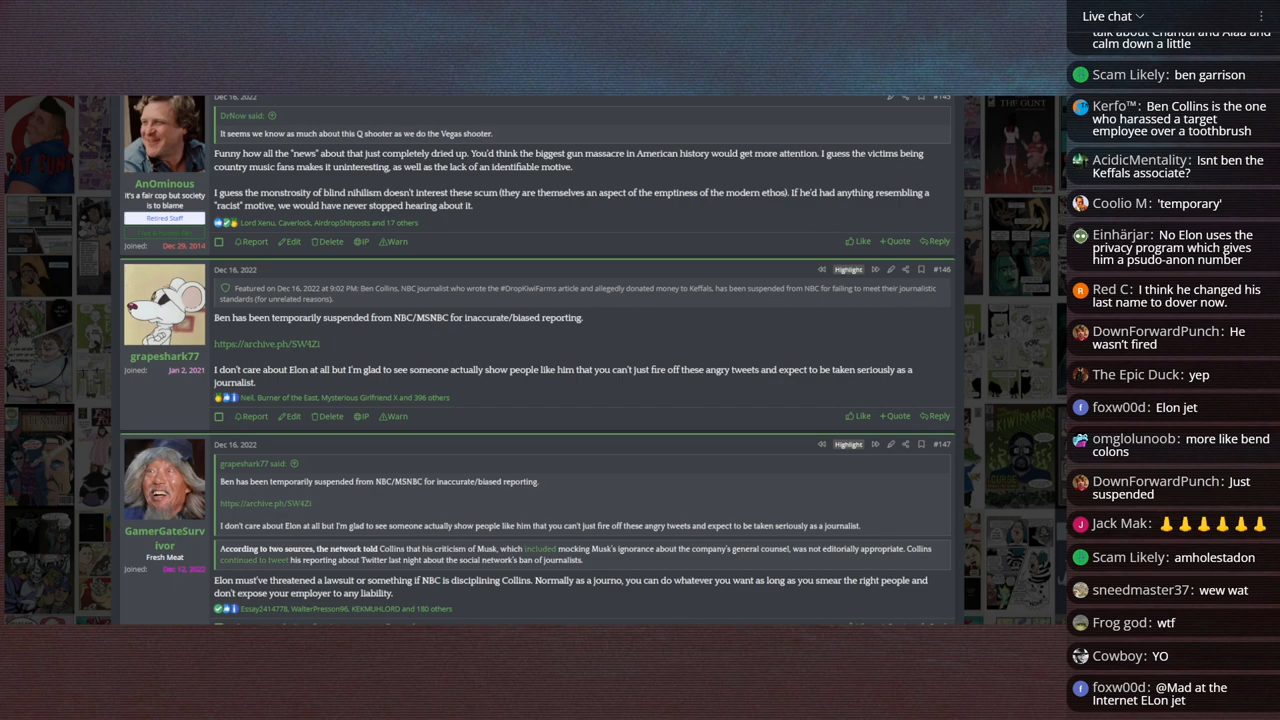 Dec 16, 2022
#145
DrNow said:
It seems we know as much about this Q shooter as we do the Vegas shooter.
Funny how all the "news" about that just completely dried up. You'd think the biggest gun massacre in American history would get more attention. I guess the victims being
country music fans makes it uninteresting, as well as the lack of an identifiable motive.
I guess the monstrosity of blind nihilism doesn't interest these scum (they are themselves an aspect of the emptiness of the modern ethos). If he'd had anything resembling a
"racist" motive, we would have never stopped hearing about it.
AnOminous
it's a fair cop but society
is to blame
Retired Staff
Joined: Dec 29, 2014
Lord Xenu, Caverlock, AirdropShitposts and 17 others
Report Edit Delete IP Warn
Like +Quote Reply
Dec 16, 2022
Highlight
#146
Featured on Dec 16, 2022 at 9:02 PM: Ben Collins, NBC journalist who wrote the #DropKiwiFarms article and allegedly donated money to Keffals, has been suspended from NBC for failing to meet their journalistic
standards (for unrelated reasons).
Ben has been temporarily suspended from NBC/MSNBC for inaccurate/biased reporting.
https://archive.ph/SW4Zi
grapeshark77
Joined: Jan 2, 2021
I don't care about Elon at all but I'm glad to see someone actually show people like him that you can't just fire off these angry tweets and expect to be taken seriously as a
journalist.
Neil, Burner of the East, Mysterious Girlfriend X and 396 others
Report Edit Delete IP Warn
Like +Quote Reply
Dec 16, 2022
Highlight
#147
grapeshark77 said:
Ben has been temporarily suspended from NBC/MSNBC for inaccurate/biased reporting.
https://archive.ph/SW4Zi
I don't care about Elon at all but I'm glad to see someone actually show people like him that you can't just fire off these angry tweets and expect to be taken seriously as a journalist.
GamerGateSurv
ivor
Fresh Meat
Joined: Dec 12, 2022
According to two sources, the network told Collins that his criticism of Musk, which included mocking Musk's ignorance about the company's general counsel, was not editorially appropriate. Collins
continued to tweet his reporting about Twitter last night about the social network's ban of journalists.
Elon must've threatened a lawsuit or something if NBC is disciplining Collins. Normally as a journo, you can do whatever you want as long as you smear the right people and
don't expose your employer to any liability.
Essay2414778, WalterPresson96, KEKMUHLORD and 180 others
FAT CUNT
THE GUNT
KIWIFARMS
Live chat
talk about Chantal and Alaa and
calm down a little
Scam Likely: ben garrison
Kerfo™: Ben Collins is the one
who harassed a target
employee over a toothbrush
AcidicMentality: Isnt ben the
Keffals associate?
Coolio M: 'temporary'
Einhärjar: No Elon uses the
privacy program which gives
him a psudo-anon number
Red C: I think he changed his
last name to dover now.
DownForwardPunch: He
wasn't fired
The Epic Duck: yep
foxw00d: Elon jet
omglolunoob: more like bend
colons
DownForwardPunch: Just
suspended
Jack Mak:
Scam Likely: amholestadon
sneedmaster37: wew wat
Frog god: wtf
Cowboy: YO
foxw00d: @Mad at the
Internet ELon jet